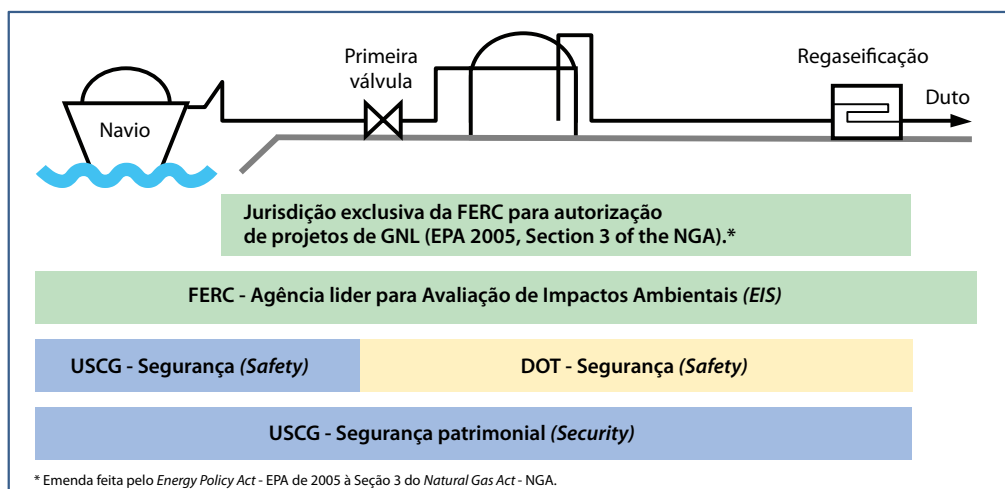 Primeira
válvula
Regaseificação
Navio
Duto
Jurisdição exclusiva da FERC para autorização
de projetos de GNL (EPA 2005, Section 3 of the NGA).*
FERC - Agência lider para Avaliação de Impactos Ambientais (EIS)
USCG - Segurança (Safety)
DOT - Segurança (Safety)
USCG - Segurança patrimonial (Security)
* Emenda feita pelo Energy Policy Act - EPA de 2005 à Seção 3 do Natural Gas Act - NGA.